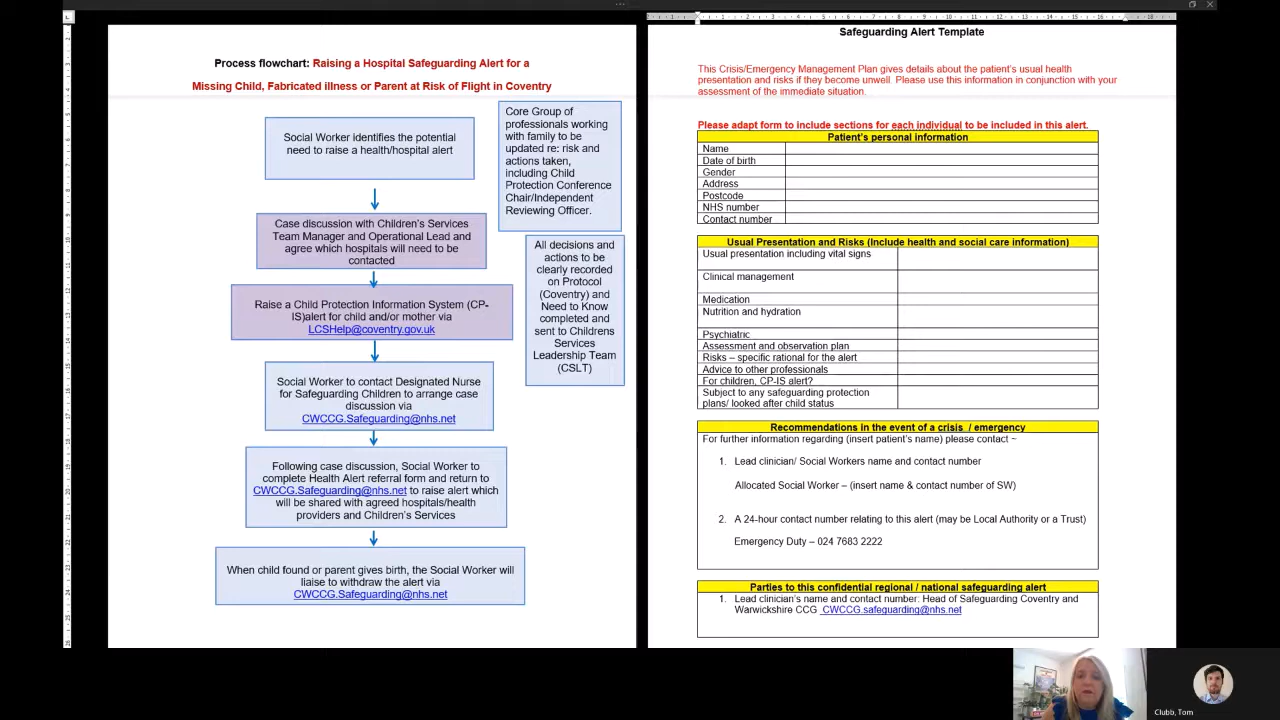 Process flowchart: Raising a Hospital Safeguarding Alert for a
Missing Child, Fabricated illness or Parent at Risk of Flight in Coventry
Social Worker identifies the potential
need to raise a health/hospital alert
Core Group of
professionals working
with family to be
updated re: risk and
actions taken,
including Child
Protection Conference
Chair/Independent
Reviewing Officer.
Case discussion with Children's Services
Team Manager and Operational Lead and
agree which hospitals will need to be
contacted
All decisions and
actions to be
clearly recorded
on Protocol
(Coventry) and
Need to Know
completed and
sent to Childrens
Services
Leadership Team
(CSLT)
Raise a Child Protection Information System (CP-
IS)alert for child and/or mother via
LCSHelp@coventry.gov.uk
Social Worker to contact Designated Nurse
for Safeguarding Children to arrange case
discussion via
CWCCG.Safeguarding@nhs.net
Following case discussion, Social Worker to
complete Health Alert referral form and return to
CWCCG.Safeguarding@nhs.net to raise alert which
will be shared with agreed hospitals/health
providers and Children's Services
When child found or parent gives birth, the Social Worker will
liaise to withdraw the alert via
CWCCG.Safeguarding@nhs.net
Safeguarding Alert Template
This Crisis/Emergency Management Plan gives details about the patient's usual health
presentation and risks if they become unwell. Please use this information in conjunction with your
assessment of the immediate situation.
Please adapt form to include sections for each individual to be included in this alert.
Patient's personal information
Name
Date of birth
Gender
Address
Postcode
NHS number
Contact number
Usual Presentation and Risks (Include health and social care information)
Usual presentation including vital signs
Clinical management
Medication
Nutrition and hydration
Psychiatric
Assessment and observation plan
Risks – specific rational for the alert
Advice to other professionals
For children, CP-IS alert?
Subject to any safeguarding protection
plans/ looked after child status
Recommendations in the event of a crisis / emergency
For further information regarding (insert patient's name) please contact ~
1. Lead clinician/ Social Workers name and contact number
Allocated Social Worker – (insert name & contact number of SW)
2. A 24-hour contact number relating to this alert (may be Local Authority or a Trust)
Emergency Duty – 024 7683 2222
Parties to this confidential regional / national safeguarding alert
1. Lead clinician's name and contact number: Head of Safeguarding Coventry and
Warwickshire CCG CWCCG.safeguarding@nhs.net
Clubb, Tom